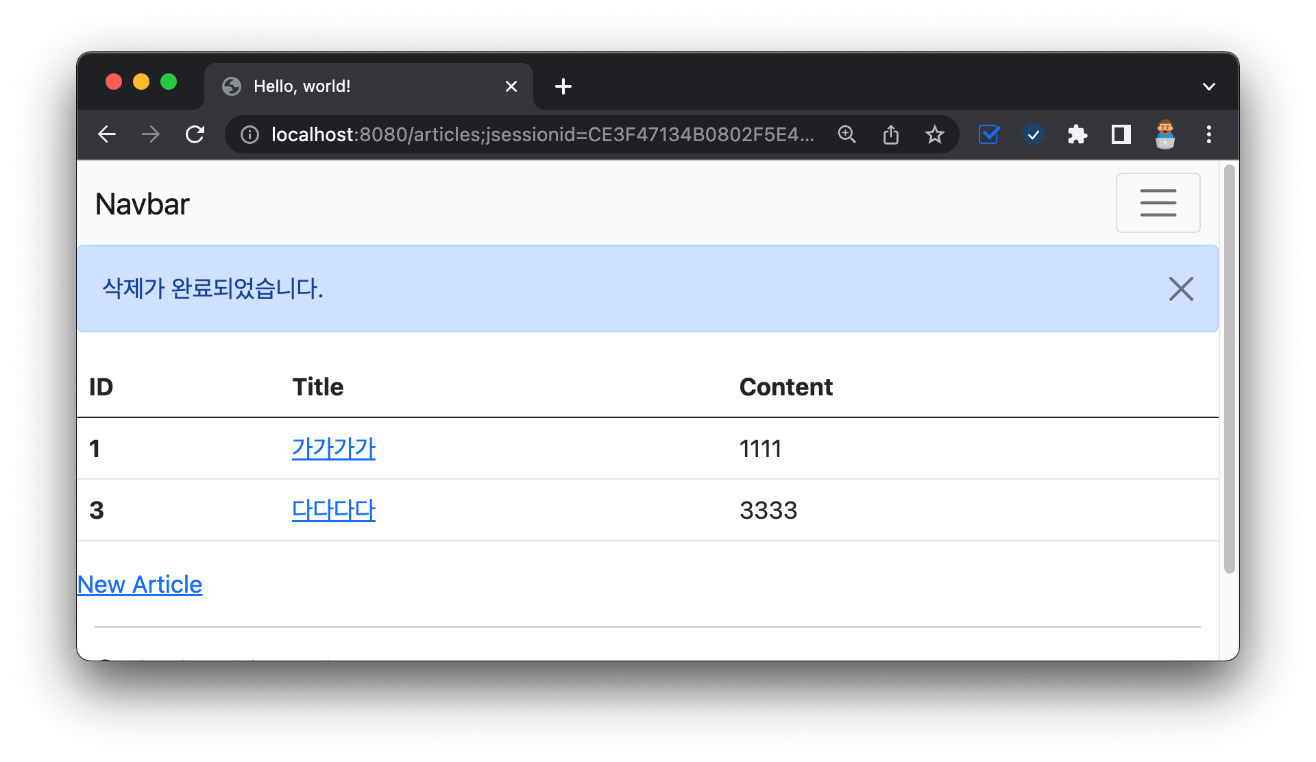 Hello, world!
localhost:8080/articles;jsessionid=CE3F47134B0802F5E4...
Navbar
삭제가 완료되었습니다.
ID Title Content
1 가가가가 1111
3 다다다다 3333
New Article